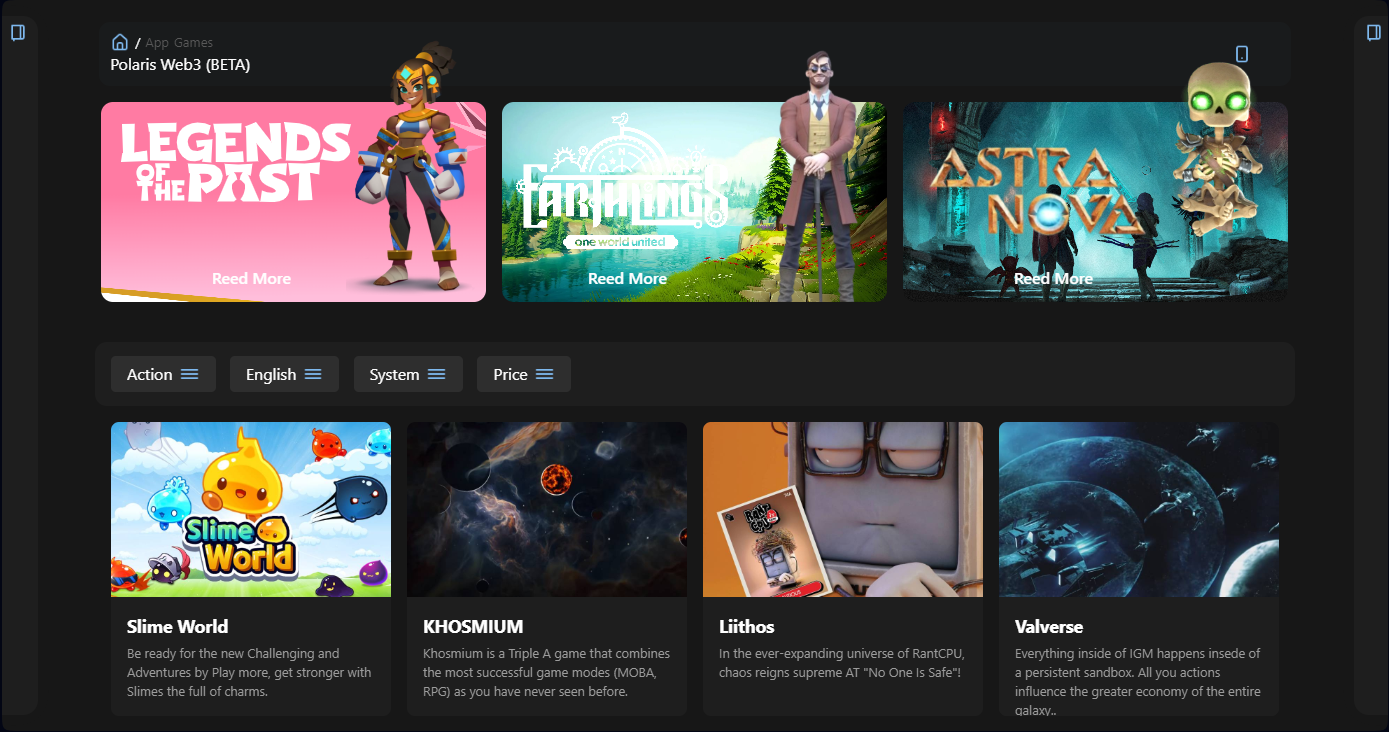 / App Games
Polaris Web3 (BETA)
LEGENDS
OF
THE PAST
Reed More
EARTHLINGS
one world united
Reed More
ASTRA
NOVA
Reed More
Action
English
System
Price
Slime
World
RANT
Slime World
Be ready for the new Challenging and
Adventures by Play more, get stronger with
Slimes the full of charms.
KHOSMIUM
Khosmium is a Triple A game that combines
the most successful game modes (MOBA,
RPG) as you have never seen before.
Liithos
In the ever-expanding universe of RantCPU,
chaos reigns supreme AT "No One Is Safe"!
Valverse
Everything inside of IGM happens insede of
a persistent sandbox. All you actions
influence the greater economy of the entire
galaxy..